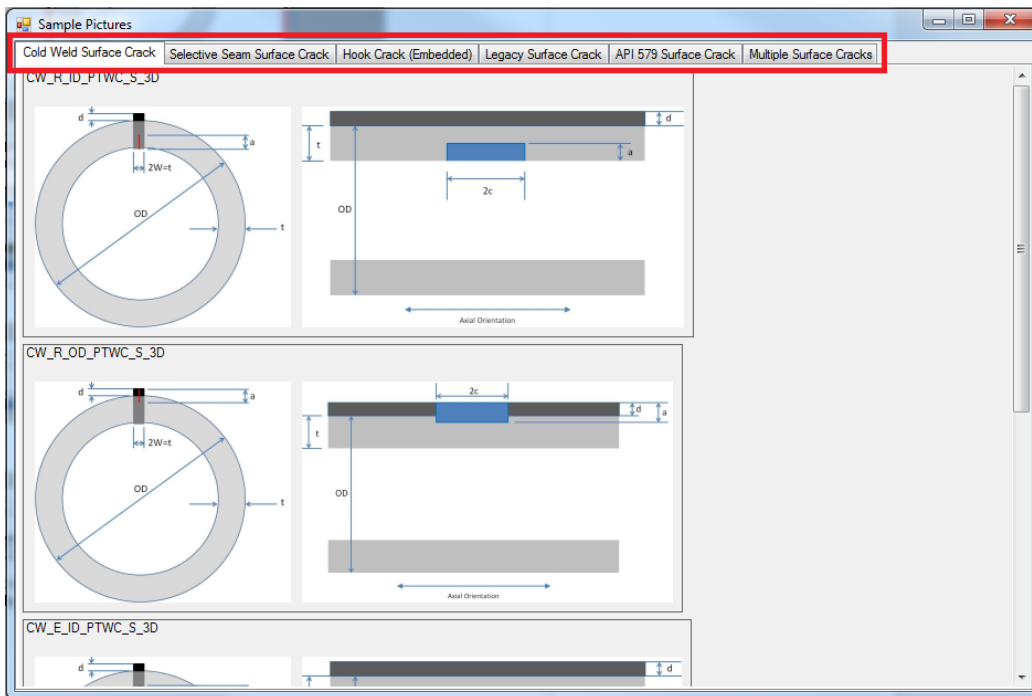 Sample Pictures
Cold Weld Surface Crack Selective Seam Surface Crack Hook Crack (Embedded) Legacy Surface Crack API 579 Surface Crack Multiple Surface Cracks
CW_R_ID_PTWC_S_3D
d
a
2W=t
OD
t
d
t
a
2c
OD
Axial Orientation
CW_R_OD_PTWC_S_3D
d
a
2W=t
OD
t
2c
d
a
t
OD
Axial Orientation
CW_E_ID_PTWC_S_3D
d
d